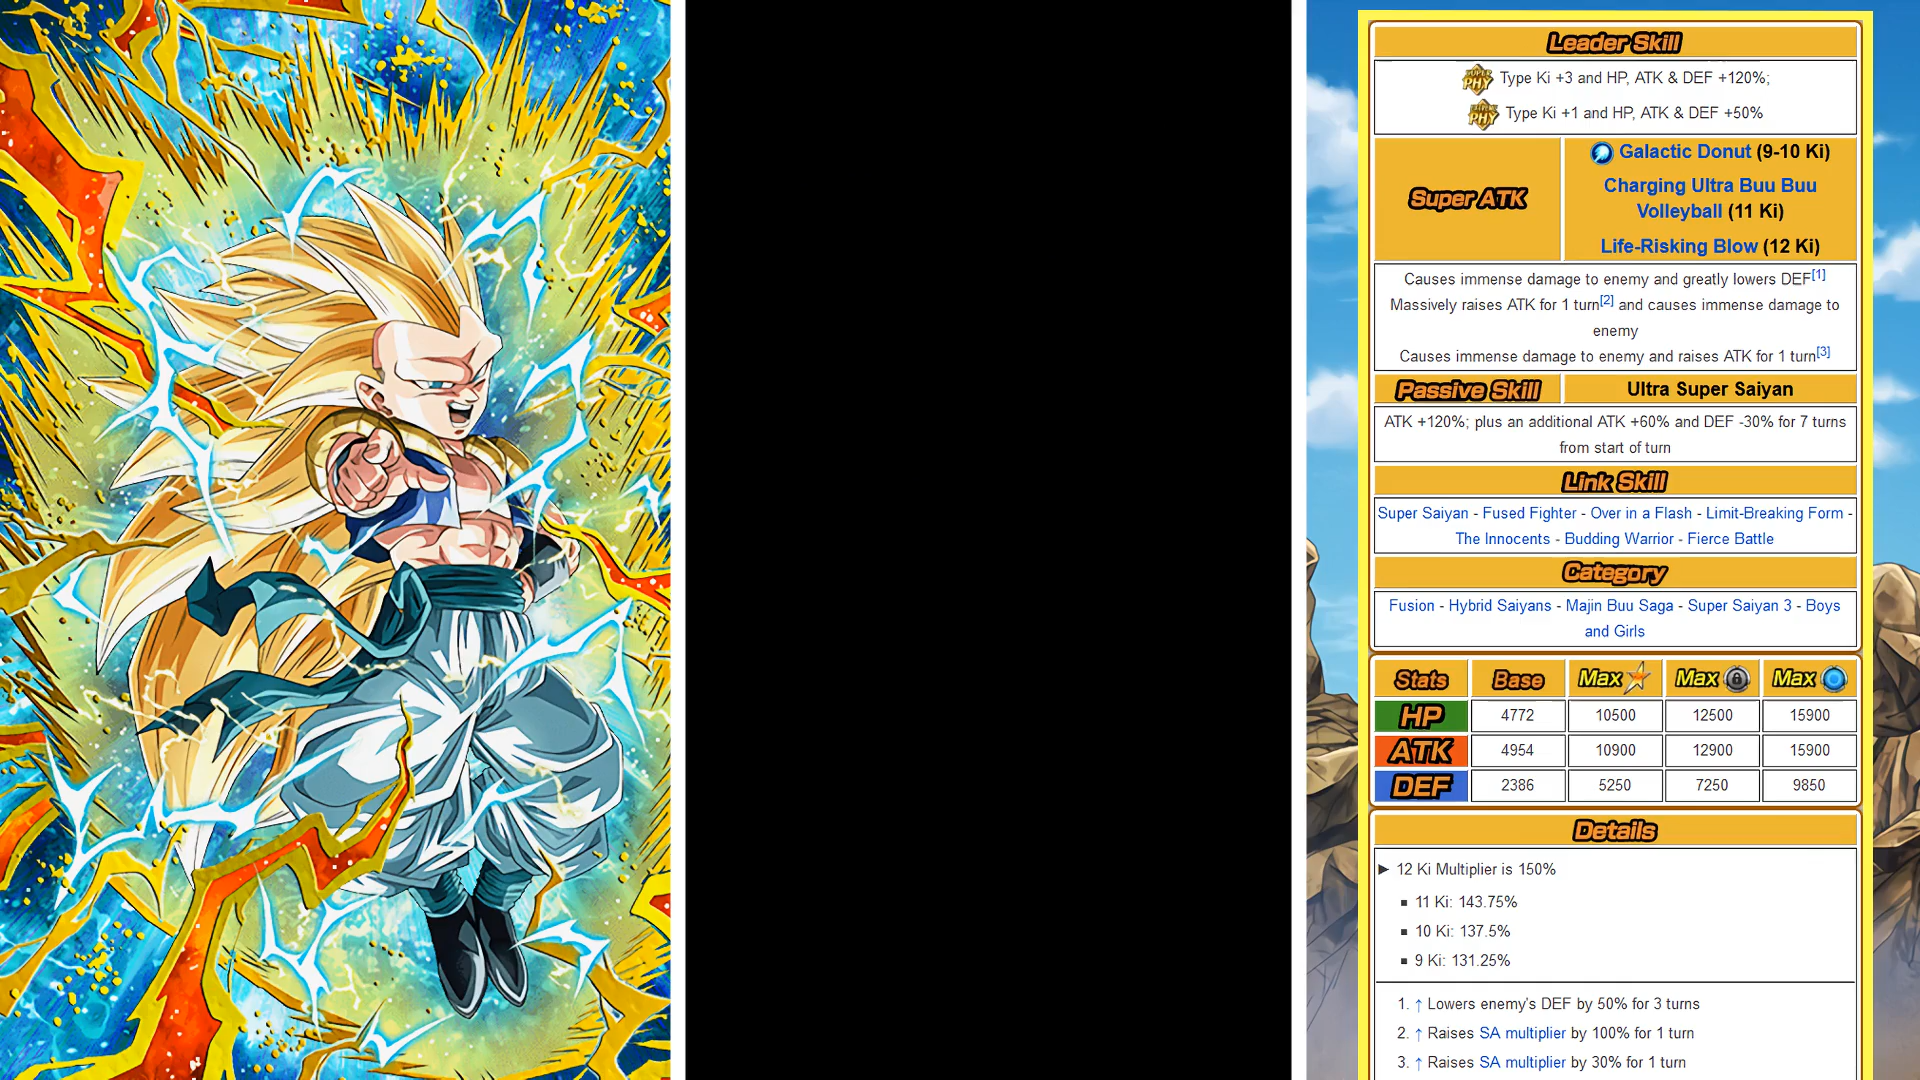 Leader Skill
SUPER PHY Type Ki +3 and HP, ATK & DEF +120%;
PHY Type Ki +1 and HP, ATK & DEF +50%
Super ATK
Galactic Donut (9-10 Ki)
Charging Ultra Buu Buu
Volleyball (11 Ki)
Life-Risking Blow (12 Ki)
Causes immense damage to enemy and greatly lowers DEF[1]
Massively raises ATK for 1 turn[2] and causes immense damage to
enemy
Causes immense damage to enemy and raises ATK for 1 turn[3]
Passive Skill Ultra Super Saiyan
ATK +120%; plus an additional ATK +60% and DEF -30% for 7 turns
from start of turn
Link Skill
Super Saiyan - Fused Fighter - Over in a Flash - Limit-Breaking Form -
The Innocents - Budding Warrior - Fierce Battle
Category
Fusion - Hybrid Saiyans - Majin Buu Saga - Super Saiyan 3 - Boys
and Girls
Stats Base Max Max Max
HP 4772 10500 12500 15900
ATK 4954 10900 12900 15900
DEF 2386 5250 7250 9850
Details
► 12 Ki Multiplier is 150%
▪ 11 Ki: 143.75%
▪ 10 Ki: 137.5%
▪ 9 Ki: 131.25%
1. ↑ Lowers enemy's DEF by 50% for 3 turns
2. ↑ Raises SA multiplier by 100% for 1 turn
3. ↑ Raises SA multiplier by 30% for 1 turn